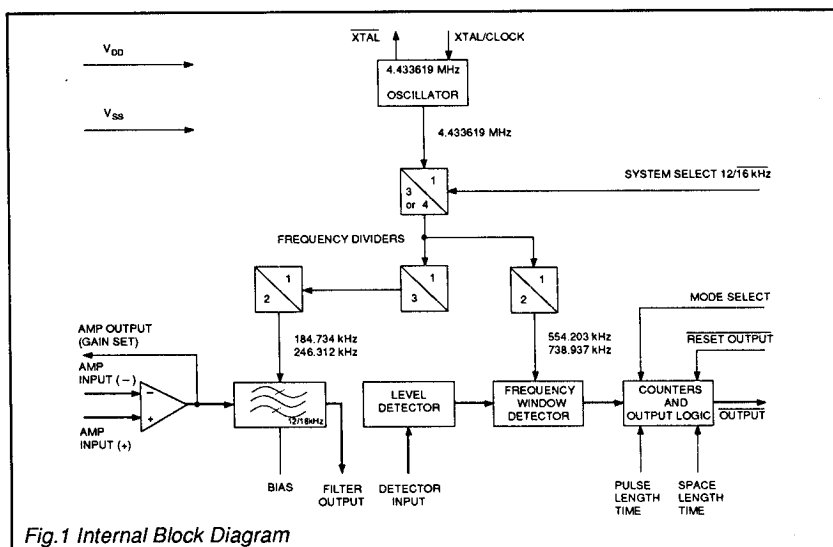 XTAL
XTAL/CLOCK
V_DD
4.433619 MHz
OSCILLATOR
V_SS
4.433619 MHz
1
3
or 4
SYSTEM SELECT 12/16 kHz
FREQUENCY DIVIDERS
1
2
1
3
1
2
MODE SELECT
184.734 kHz
246.312 kHz
554.203 kHz
738.937 kHz
RESET OUTPUT
AMP OUTPUT
(GAIN SET)
AMP
INPUT (−)
−
+
AMP
INPUT (+)
12/16kHz
LEVEL
DETECTOR
FREQUENCY
WINDOW
DETECTOR
COUNTERS
AND
OUTPUT LOGIC
OUTPUT
BIAS
FILTER
OUTPUT
DETECTOR
INPUT
PULSE
LENGTH
TIME
SPACE
LENGTH
TIME
Fig.1 Internal Block Diagram